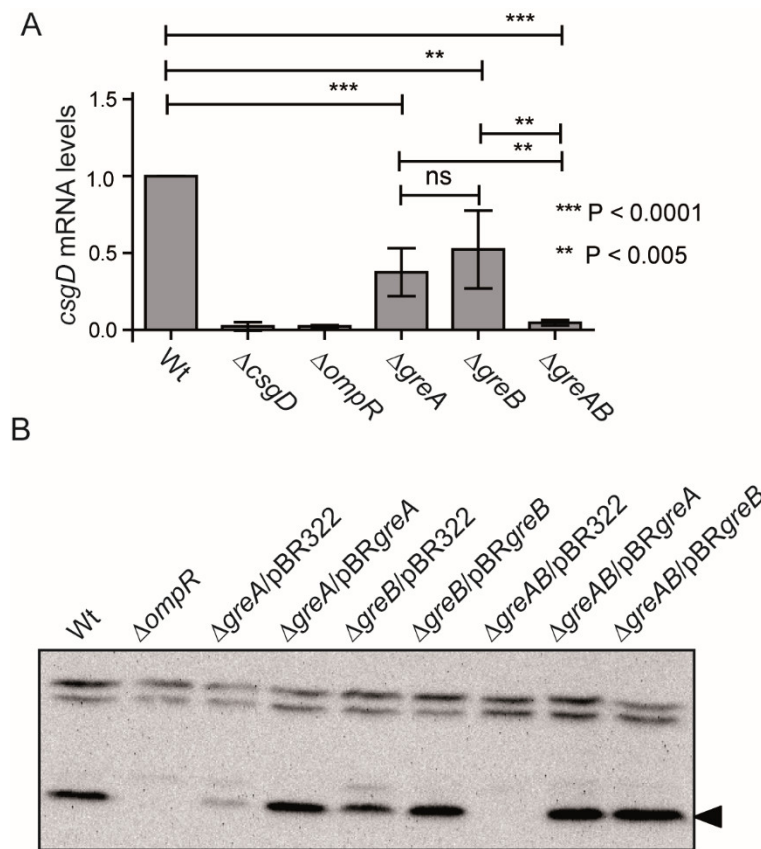 A
***
**
***
**
**
ns
*** P < 0.0001
** P < 0.005
csgD mRNA levels
1.5
1.0
0.5
0.0
Wt
ΔcsgD
ΔompR
ΔgreA
ΔgreB
ΔgreAB
B
Wt
ΔompR
ΔgreA/pBR322
ΔgreA/pBRgreA
ΔgreB/pBR322
ΔgreB/pBRgreB
ΔgreAB/pBR322
ΔgreAB/pBRgreA
ΔgreAB/pBRgreB